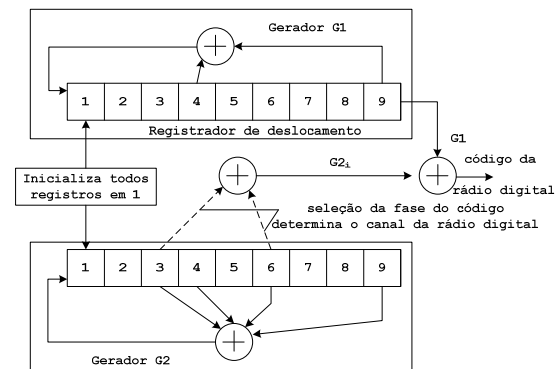 Gerador G1
1 2 3 4 5 6 7 8 9
Registrador de deslocamento
G1
Inicializa todos
registros em 1
G2i
código da
rádio digital
seleção da fase do código
determina o canal da rádio digital
1 2 3 4 5 6 7 8 9
Gerador G2